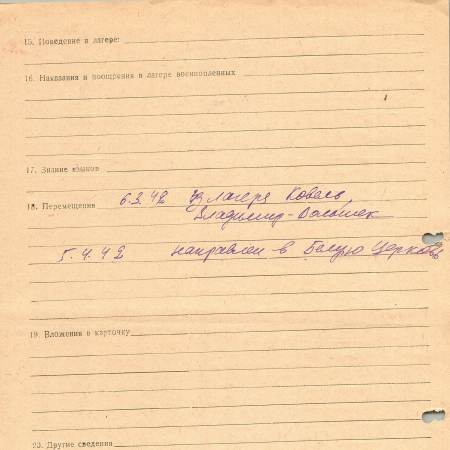 15. Поведение в лагере:
16. Наказания и поощрения в лагере военнопленных
17. Знание языков
18. Перемещение 6.3.42 Из лагеря Ковель
Владимир-Волынск
5.4.42 направлен в Белую Церковь
19. Вложения в карточку
20. Другие сведения